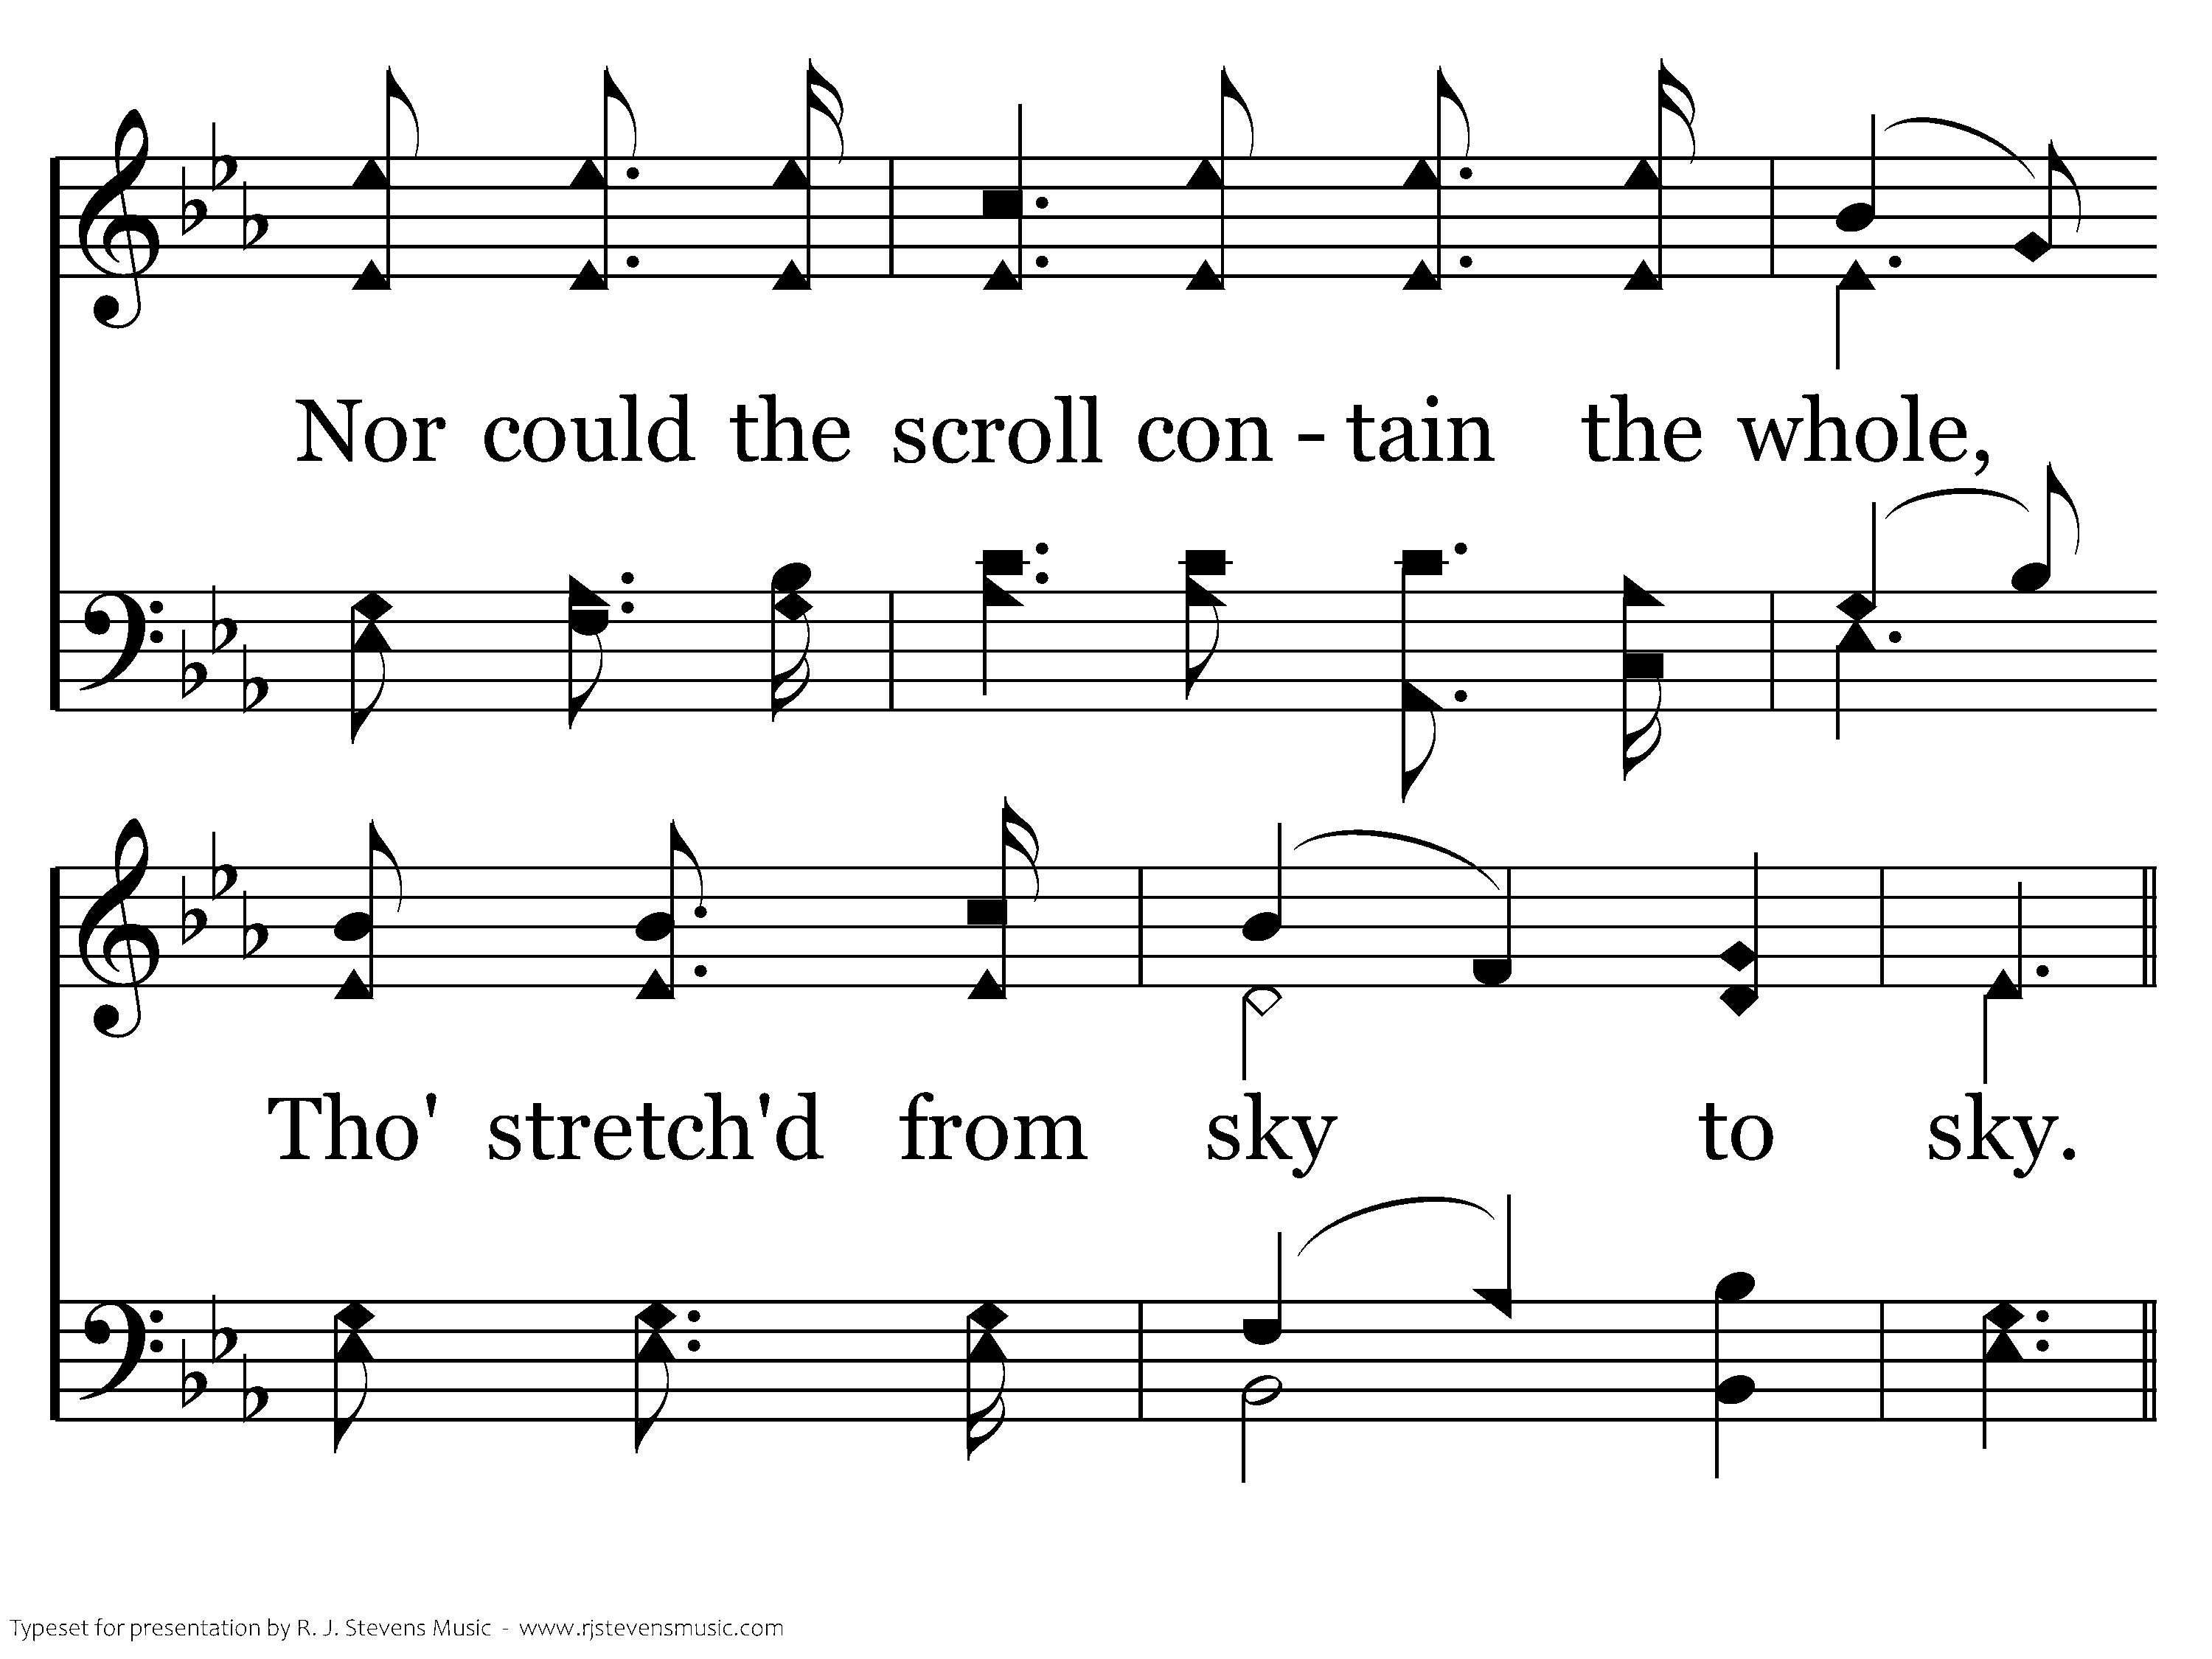 Nor could the scroll con - tain the whole,
Tho' stretch'd from sky to sky.
Typeset for presentation by R. J. Stevens Music - www.rjstevensmusic.com